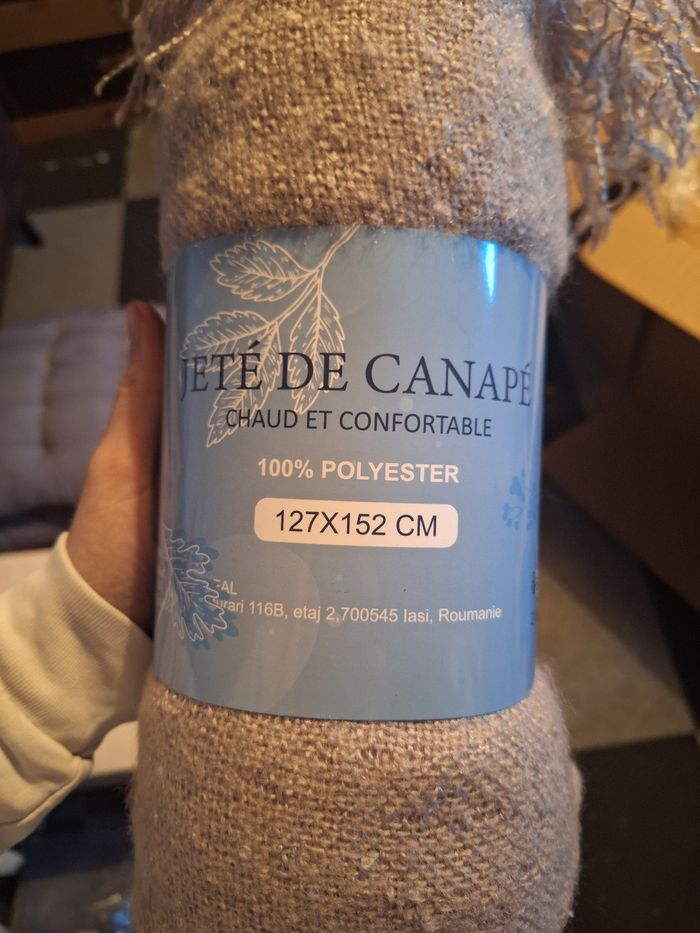 JETÉ DE CANAPÉ
CHAUD ET CONFORTABLE
100% POLYESTER
127X152 CM
116B, etaj 2,700545 Iasi, Roumanie